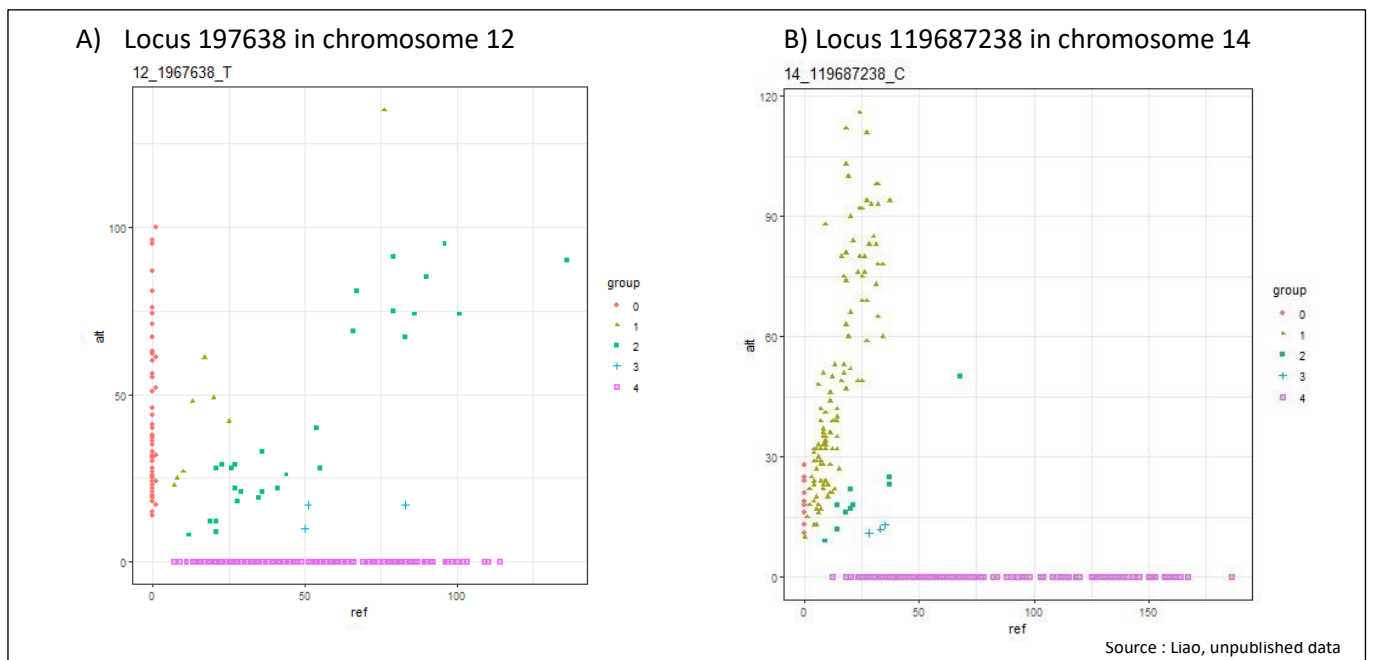 A) Locus 197638 in chromosome 12
12_1967638_T
alt
100
50
0
0
50
100
ref
group
0
1
2
3
4
B) Locus 119687238 in chromosome 14
14_119687238_C
alt
120
90
60
30
0
0
50
100
150
ref
group
0
1
2
3
4
Source : Liao, unpublished data